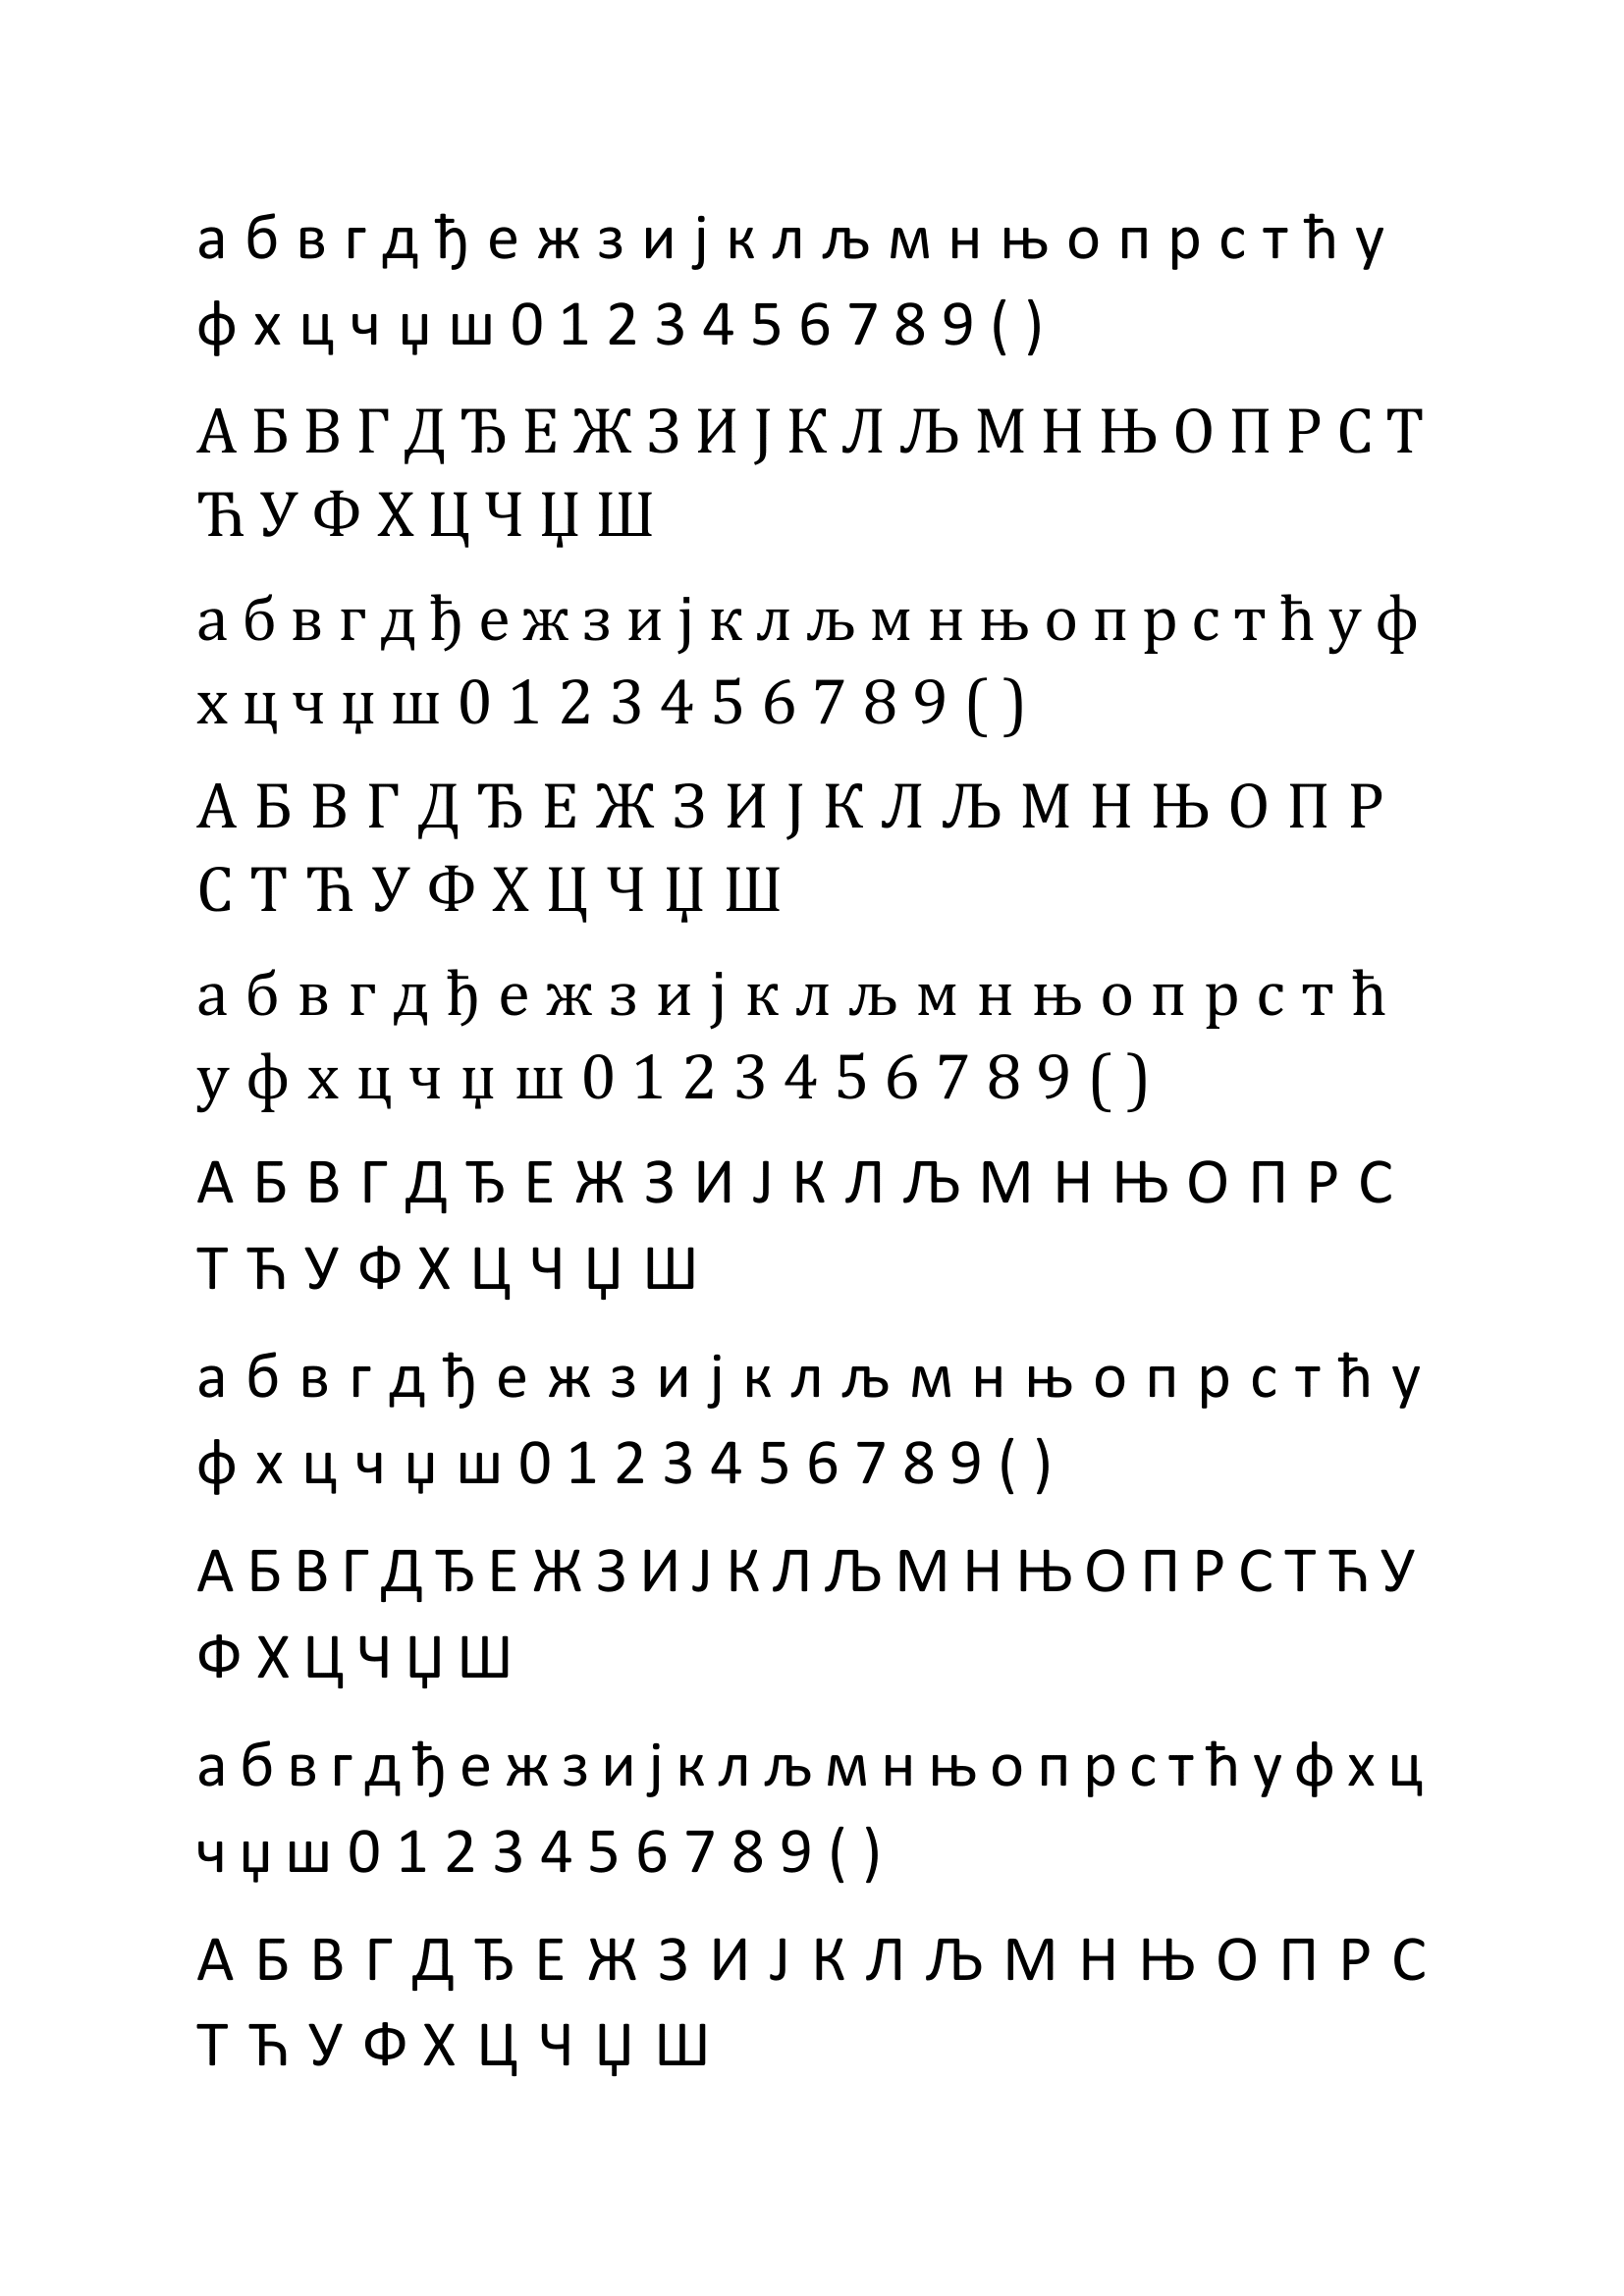 а б в г д ђ е ж з и ј к л љ м н њ о п р с т ћ у
ф х ц ч џ ш 0 1 2 3 4 5 6 7 8 9 ( )
А Б В Г Д Ђ Е Ж З И Ј К Л Љ М Н Њ О П Р С Т
Ћ У Ф Х Ц Ч Џ Ш
а б в г д ђ е ж з и ј к л љ м н њ о п р с т ћ у ф
х ц ч џ ш 0 1 2 3 4 5 6 7 8 9 ( )
А Б В Г Д Ђ Е Ж З И Ј К Л Љ М Н Њ О П Р
С Т Ћ У Ф Х Ц Ч Џ Ш
а б в г д ђ е ж з и ј к л љ м н њ о п р с т ћ
у ф х ц ч џ ш 0 1 2 3 4 5 6 7 8 9 ( )
А Б В Г Д Ђ Е Ж З И Ј К Л Љ М Н Њ О П Р С
Т Ћ У Ф Х Ц Ч Џ Ш
а б в г д ђ е ж з и ј к л љ м н њ о п р с т ћ у
ф х ц ч џ ш 0 1 2 3 4 5 6 7 8 9 ( )
А Б В Г Д Ђ Е Ж З И Ј К Л Љ М Н Њ О П Р С Т Ћ У
Ф Х Ц Ч Џ Ш
а б в г д ђ е ж з и ј к л љ м н њ о п р с т ћ у ф х ц
ч џ ш 0 1 2 3 4 5 6 7 8 9 ( )
А Б В Г Д Ђ Е Ж З И Ј К Л Љ М Н Њ О П Р С
Т Ћ У Ф Х Ц Ч Џ Ш